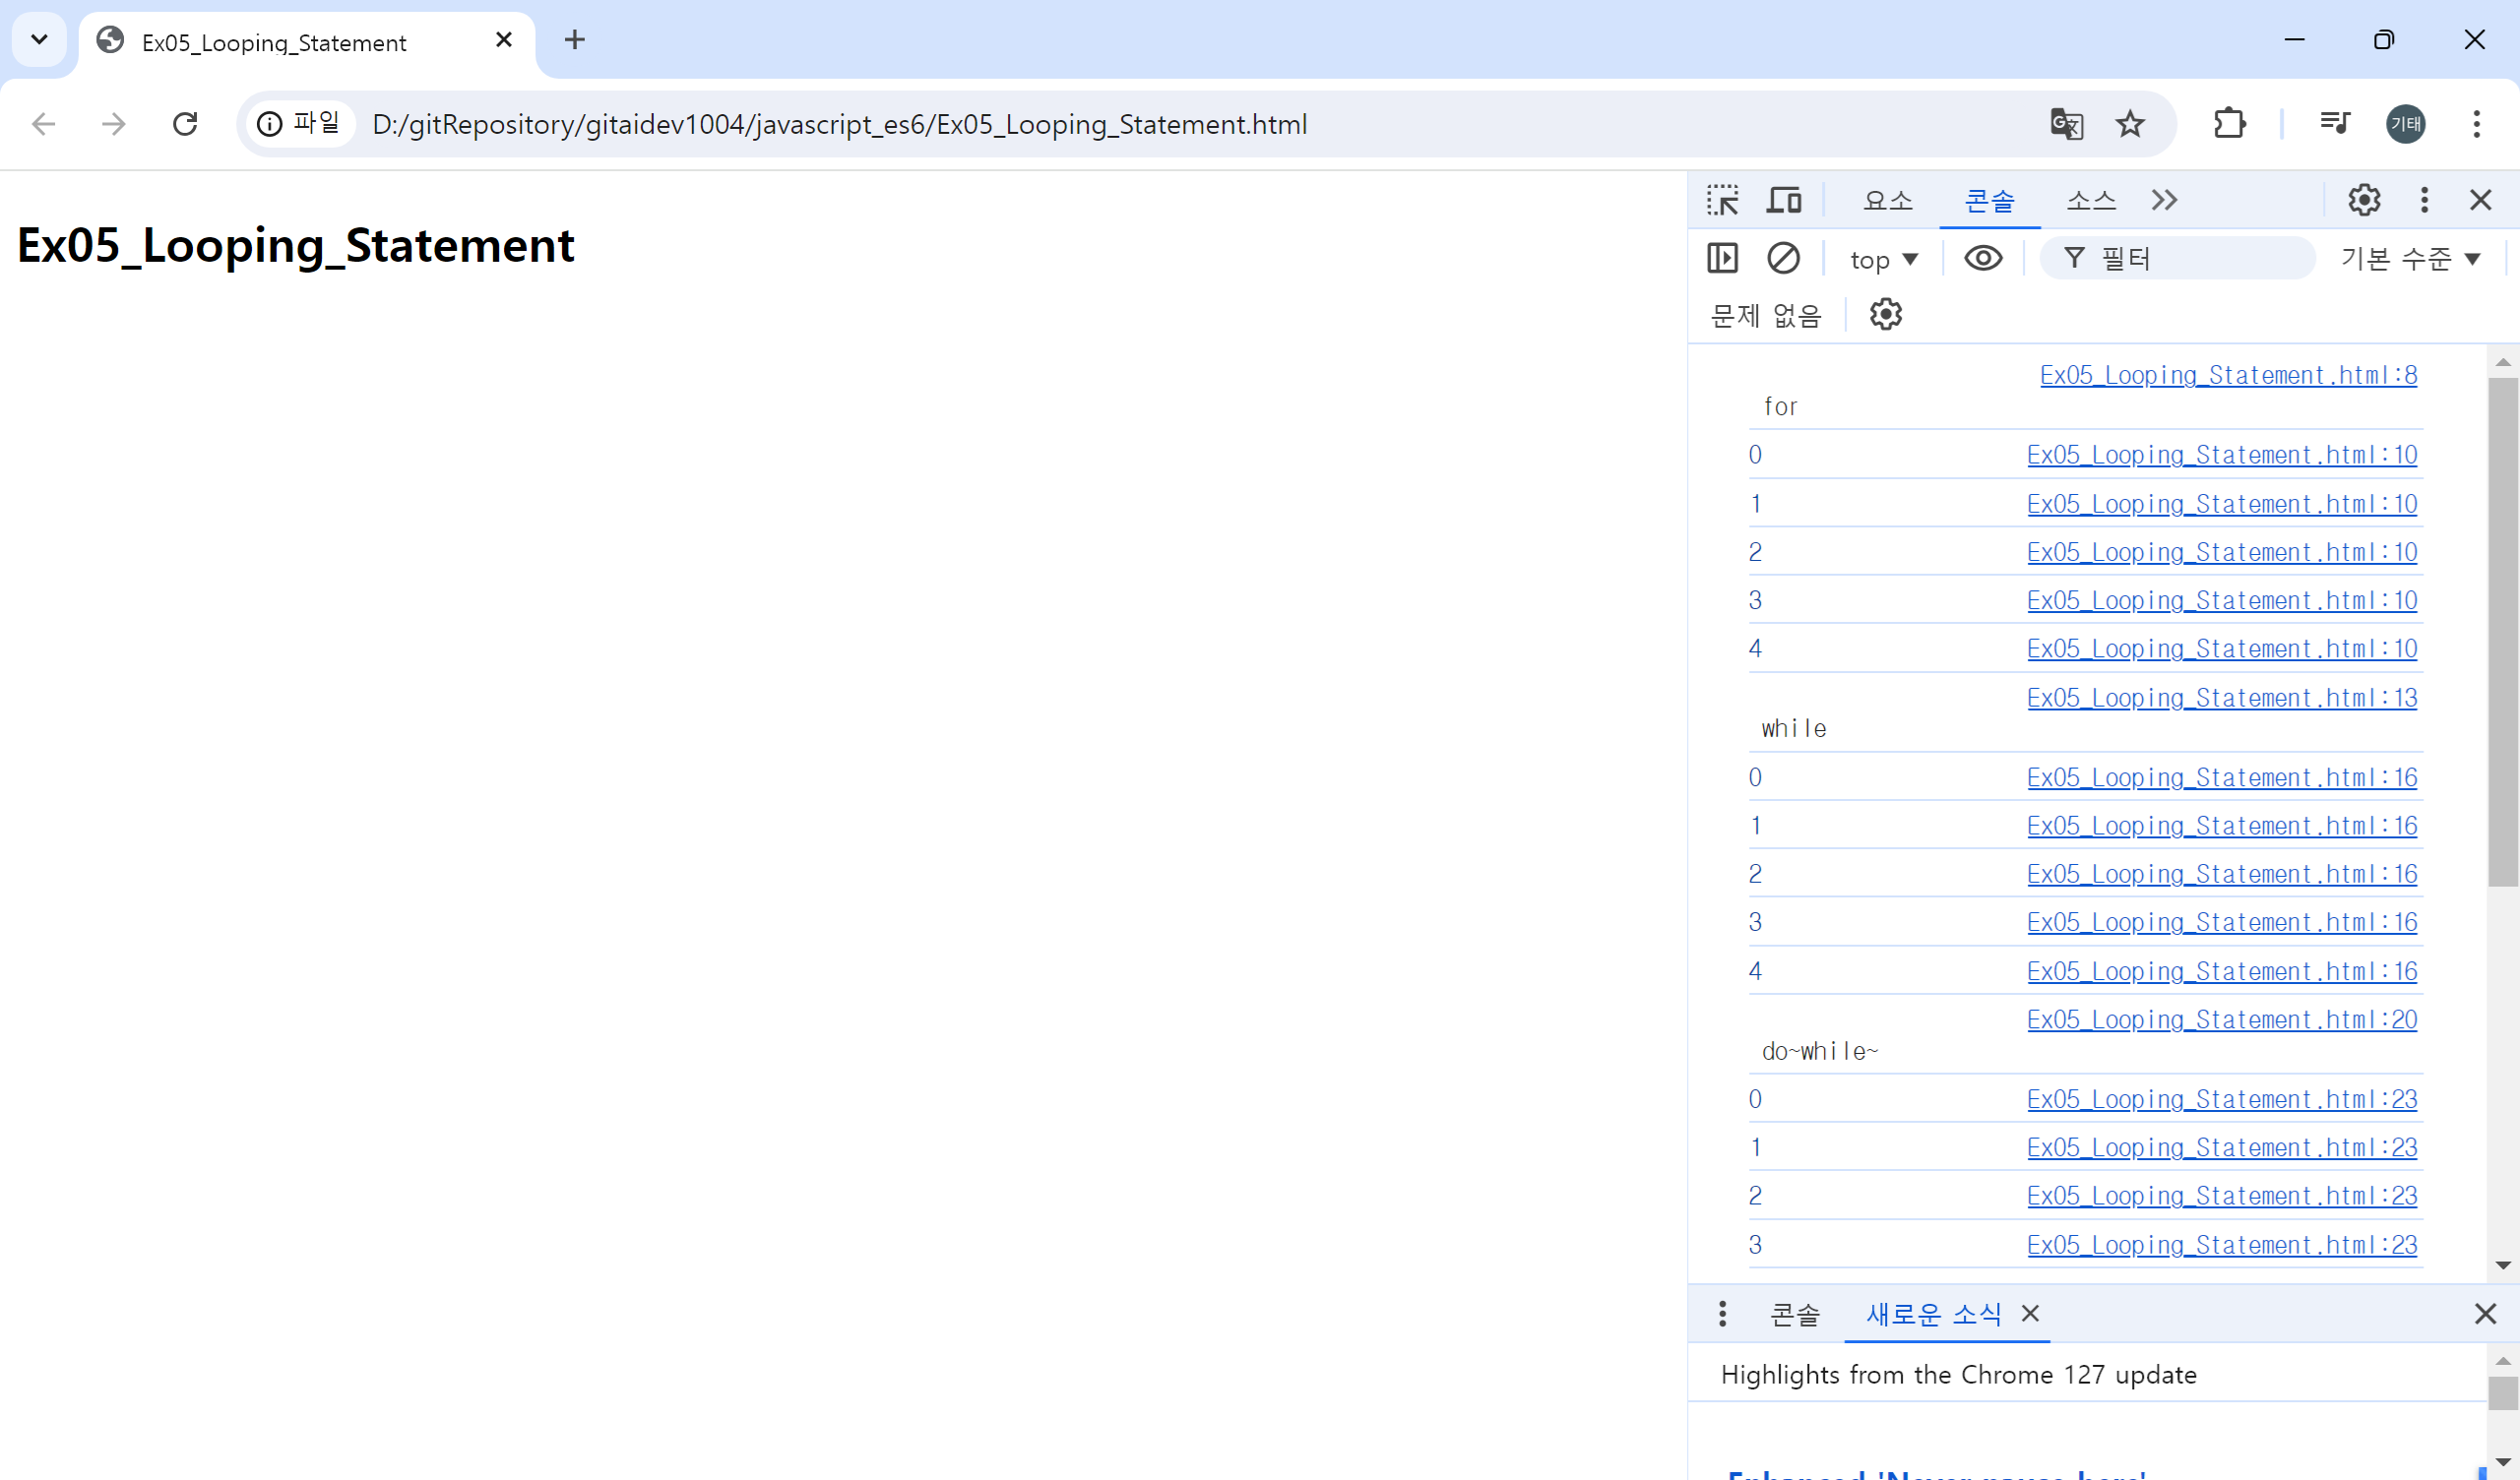 Ex05_Looping_Statement
파일 D:/gitRepository/gitaidev1004/javascript_es6/Ex05_Looping_Statement.html 기태
Ex05_Looping_Statement
요소 콘솔 소스
top 필터 기본 수준
문제 없음
Ex05_Looping_Statement.html:8
for
0 Ex05_Looping_Statement.html:10
1 Ex05_Looping_Statement.html:10
2 Ex05_Looping_Statement.html:10
3 Ex05_Looping_Statement.html:10
4 Ex05_Looping_Statement.html:10
Ex05_Looping_Statement.html:13
while
0 Ex05_Looping_Statement.html:16
1 Ex05_Looping_Statement.html:16
2 Ex05_Looping_Statement.html:16
3 Ex05_Looping_Statement.html:16
4 Ex05_Looping_Statement.html:16
Ex05_Looping_Statement.html:20
do~while~
0 Ex05_Looping_Statement.html:23
1 Ex05_Looping_Statement.html:23
2 Ex05_Looping_Statement.html:23
3 Ex05_Looping_Statement.html:23
콘솔 새로운 소식
Highlights from the Chrome 127 update
Enhanced 'Never pause here'